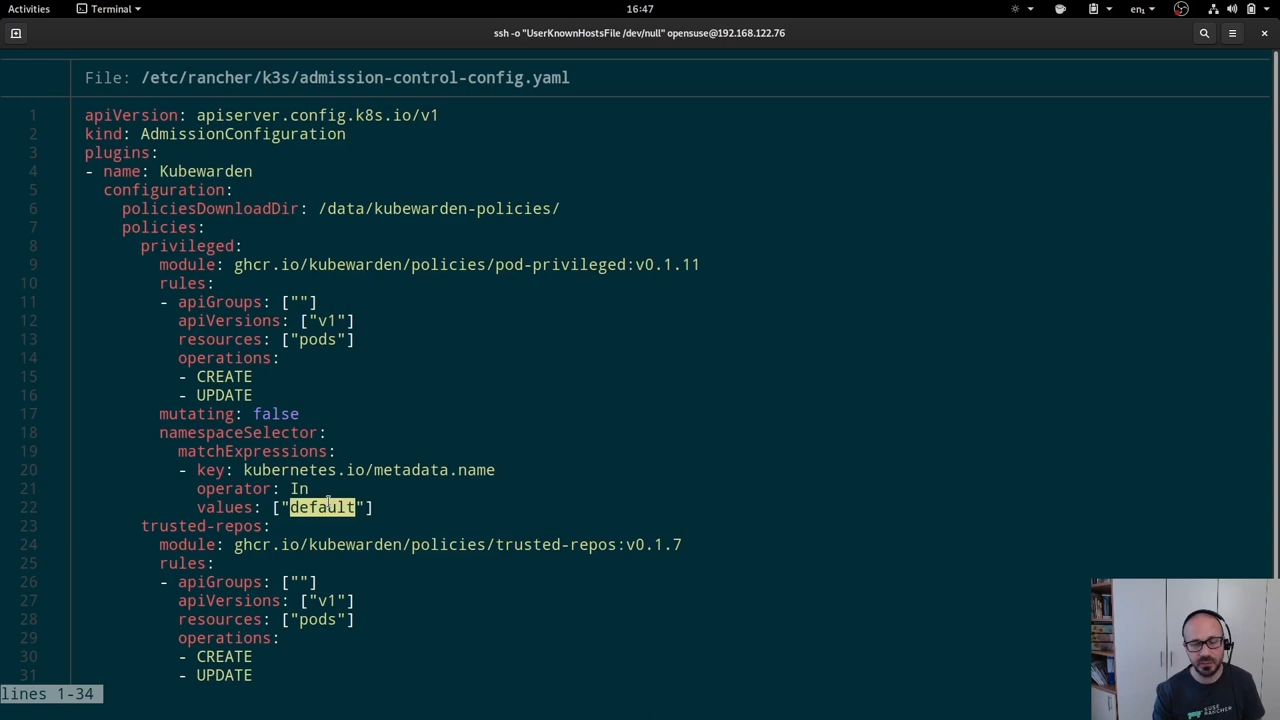 Activities
Terminal
16:47
en₁
ssh -o "UserKnownHostsFile /dev/null" opensuse@192.168.122.76
File: /etc/rancher/k3s/admission-control-config.yaml
1 apiVersion: apiserver.config.k8s.io/v1
2 kind: AdmissionConfiguration
3 plugins:
4 - name: Kubewarden
5 configuration:
6 policiesDownloadDir: /data/kubewarden-policies/
7 policies:
8 privileged:
9 module: ghcr.io/kubewarden/policies/pod-privileged:v0.1.11
10 rules:
11 - apiGroups: [""]
12 apiVersions: ["v1"]
13 resources: ["pods"]
14 operations:
15 - CREATE
16 - UPDATE
17 mutating: false
18 namespaceSelector:
19 matchExpressions:
20 - key: kubernetes.io/metadata.name
21 operator: In
22 values: ["default"]
23 trusted-repos:
24 module: ghcr.io/kubewarden/policies/trusted-repos:v0.1.7
25 rules:
26 - apiGroups: [""]
27 apiVersions: ["v1"]
28 resources: ["pods"]
29 operations:
30 - CREATE
31 - UPDATE
lines 1-34
SUSE
RANCHER